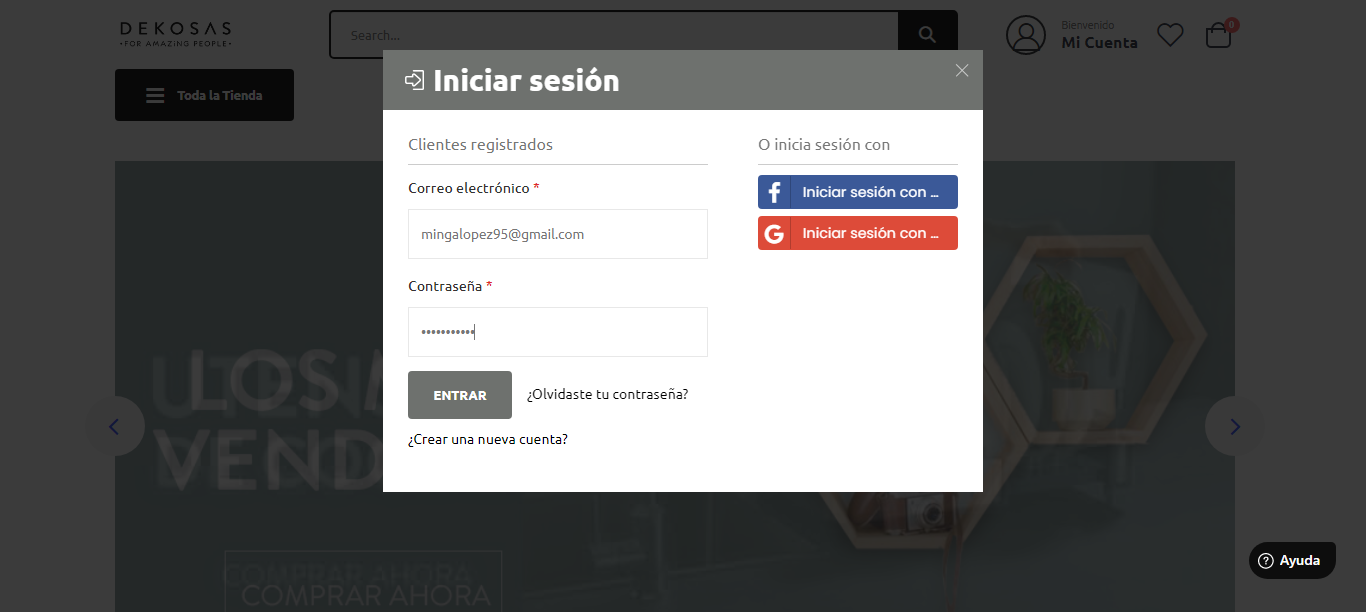 DEKOSAS
•FOR AMAZING PEOPLE•
Search...
Bienvenido
Mi Cuenta
0
Toda la Tienda
Iniciar sesión
Clientes registrados
O inicia sesión con
Correo electrónico *
Iniciar sesión con ...
mingalopez95@gmail.com
Iniciar sesión con ...
Contraseña *
•••••••••••
ENTRAR
¿Olvidaste tu contraseña?
¿Crear una nueva cuenta?
LOS
VEND
COMPRAR AHORA
COMPRAR AHORA
Ayuda